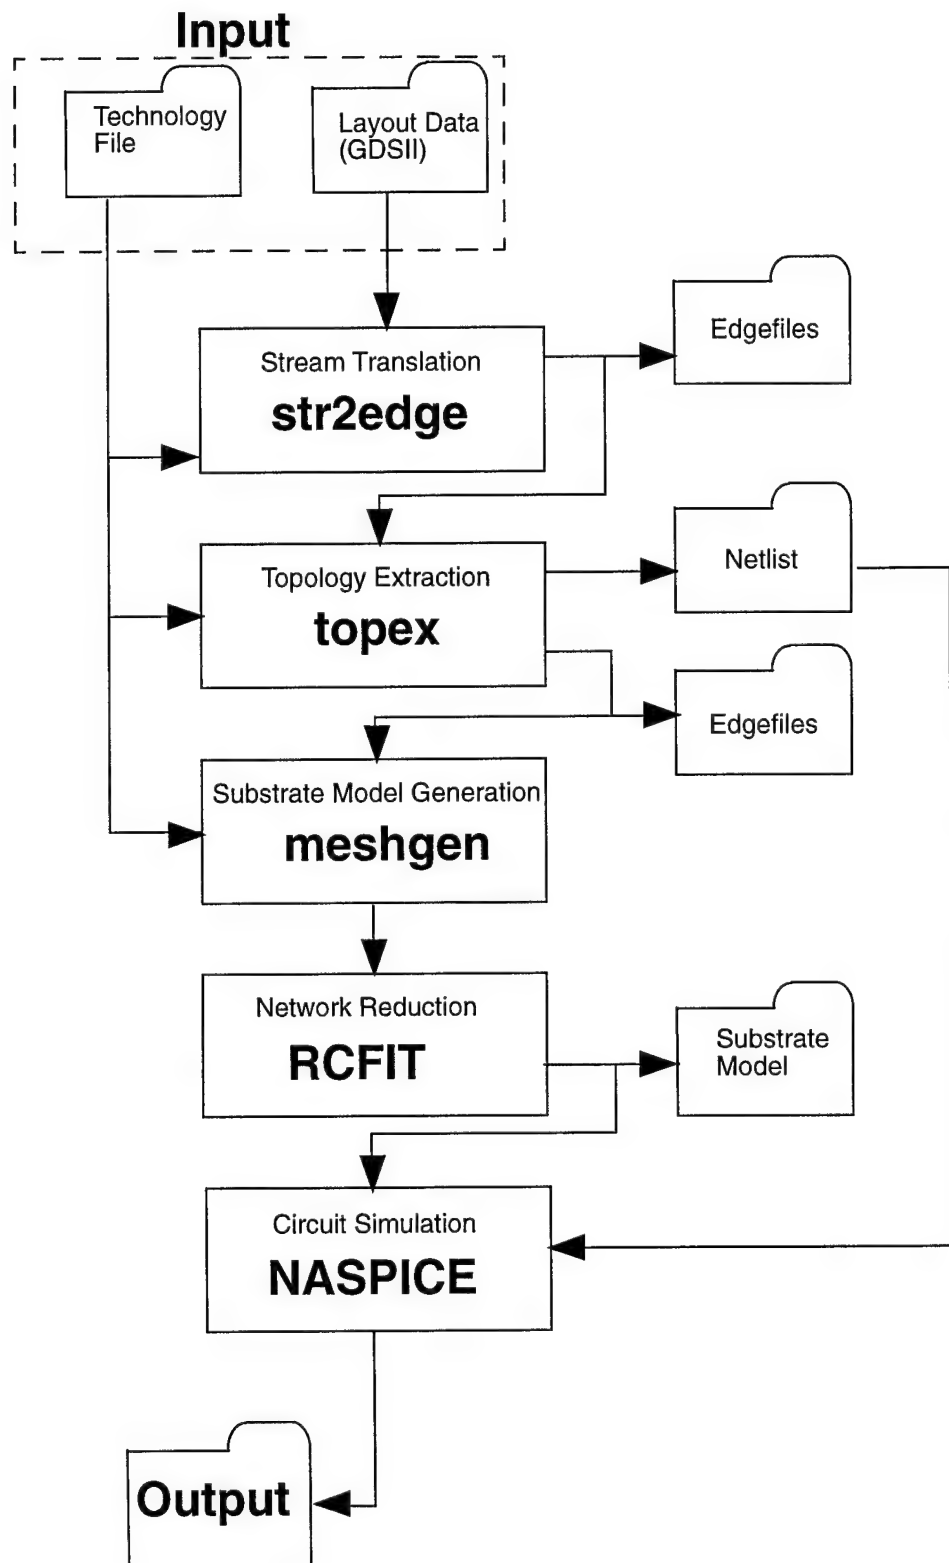 Input
Technology
File
Layout Data
(GDSII)
Edgefiles
Stream Translation
str2edge
Netlist
Topology Extraction
topex
Edgefiles
Substrate Model Generation
meshgen
Network Reduction
RCFIT
Substrate
Model
Circuit Simulation
NASPICE
Output